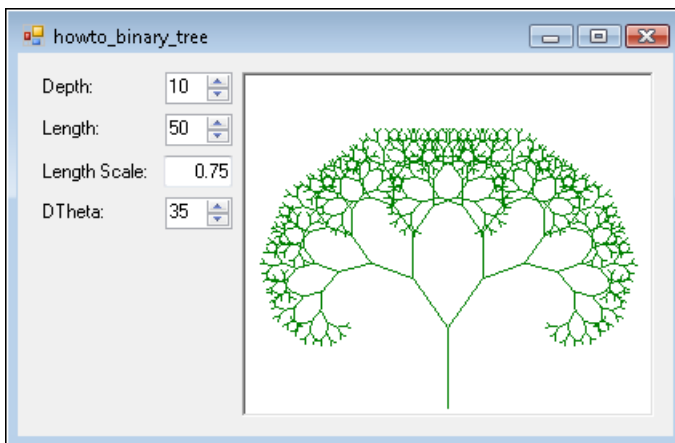 howto_binary_tree
Depth: 10
Length: 50
Length Scale: 0.75
DTheta: 35